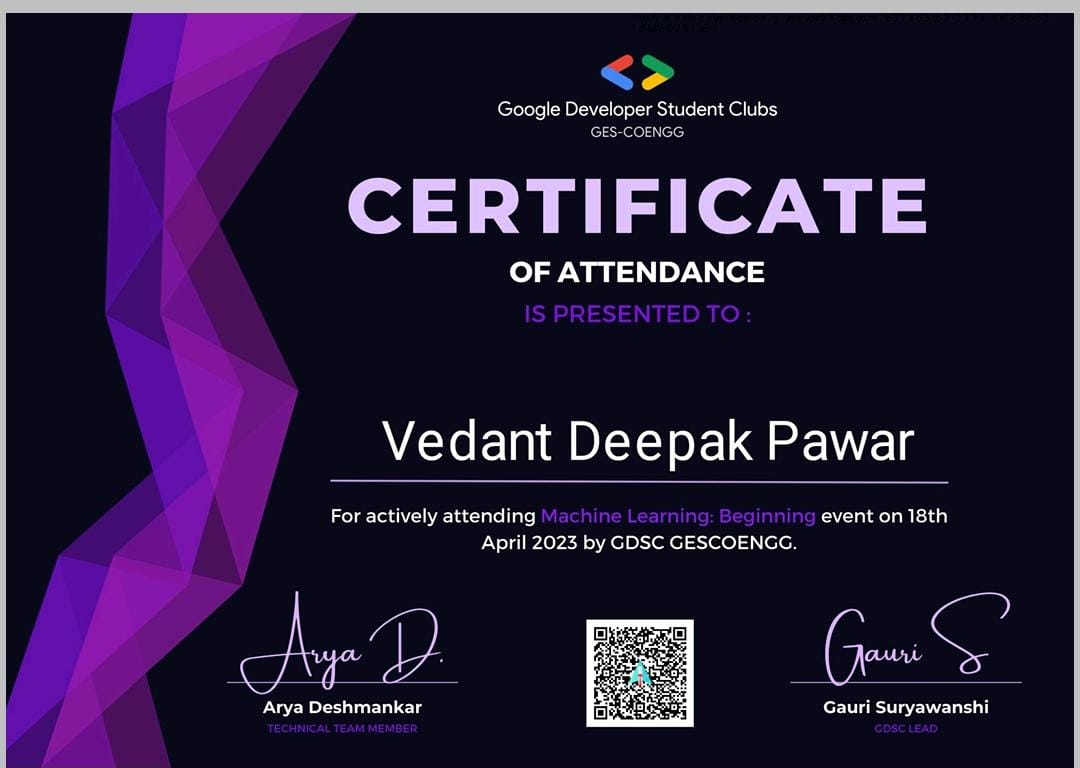 Google Developer Student Clubs
GES-COENGG
CERTIFICATE
OF ATTENDANCE
IS PRESENTED TO :
Vedant Deepak Pawar
For actively attending Machine Learning: Beginning event on 18th
April 2023 by GDSC GESCOENGG.
Arya D.
Gauri S
Arya Deshmankar
Gauri Suryawanshi
TECHNICAL TEAM MEMBER
GDSC LEAD